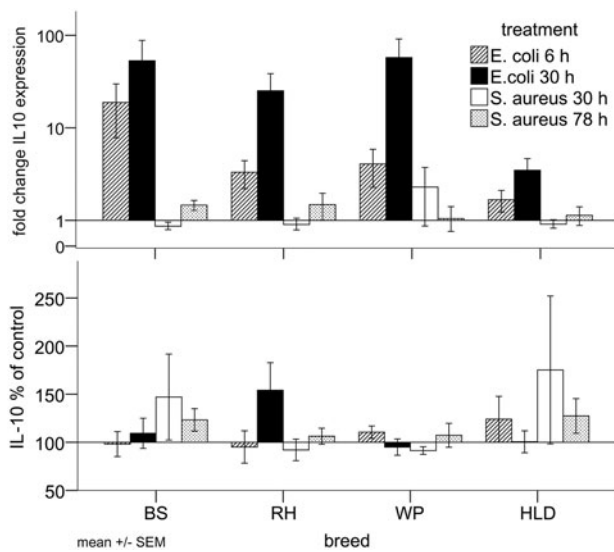 fold change IL10 expression
100
10
1
0
treatment
E. coli 6 h
E.coli 30 h
S. aureus 30 h
S. aureus 78 h
IL-10 % of control
250
200
150
100
50
BS RH WP HLD
mean +/- SEM breed